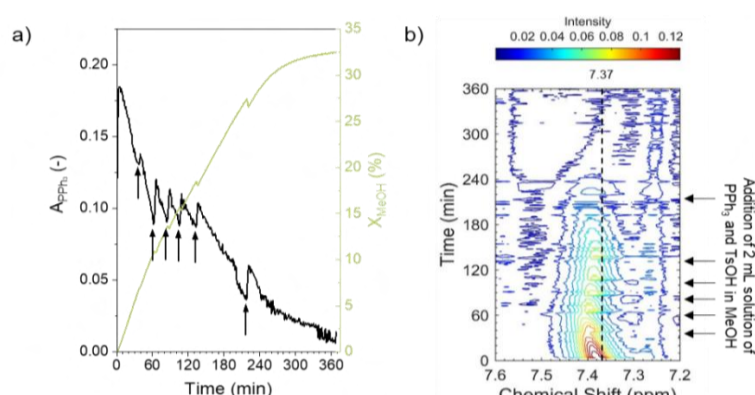 a)
0.20
0.15
0.10
0.05
0.00
A_PPh₃ (-)
35
30
25
20
15
10
5
0
X_MeOH (%)
0 60 120 180 240 300 360
Time (min)
b)
Intensity
0.02 0.04 0.06 0.08 0.1 0.12
7.37
360
300
240
180
120
60
0
Time (min)
7.6 7.5 7.4 7.3 7.2
Chemical Shift (ppm)
Addition of 2 mL solution of
PPh₃ and TsOH in MeOH